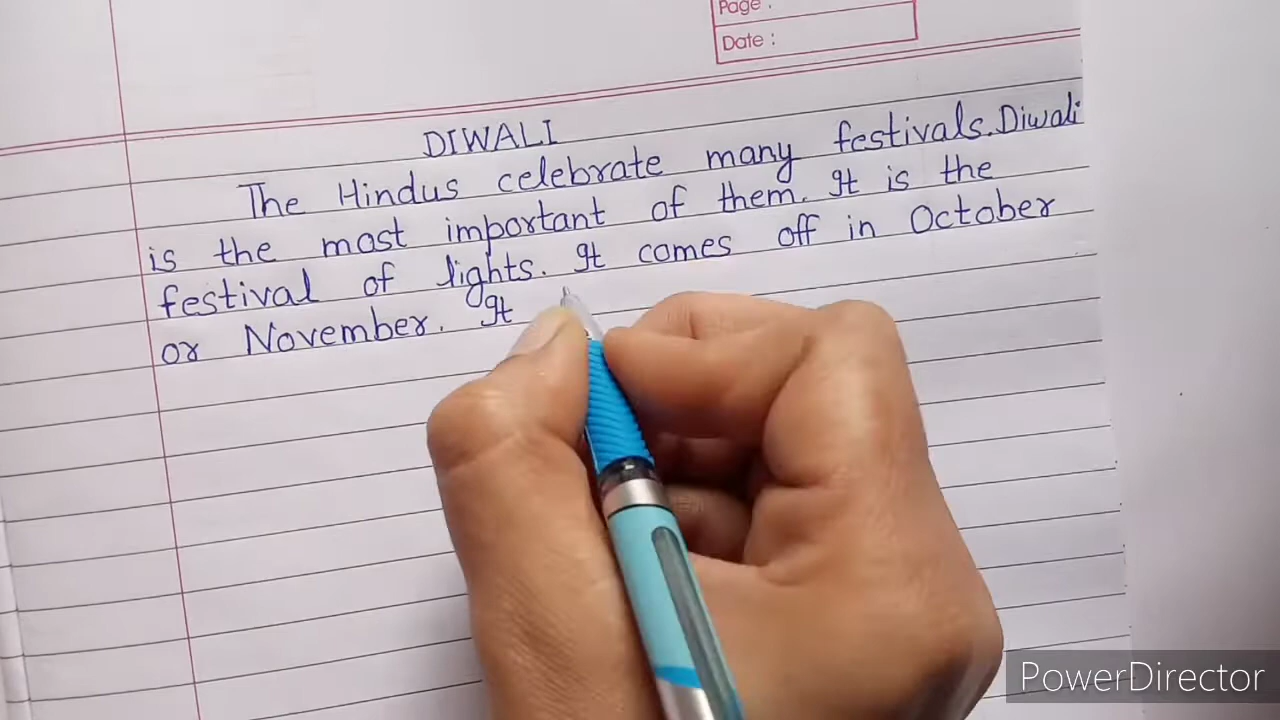 Page :
Date :
DIWALI
The Hindus celebrate many festivals. Diwali
is the most important of them. It is the
festival of lights. It comes off in October
or November. It
PowerDirector